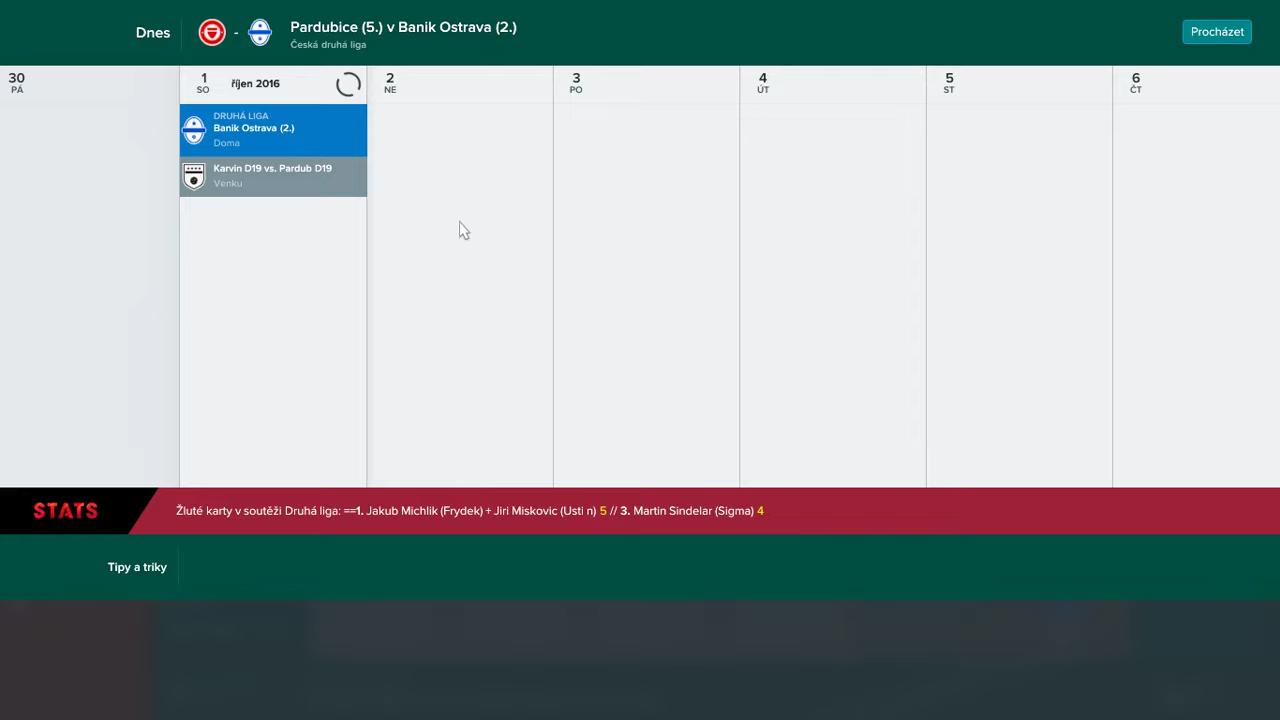 Dnes
Pardubice (5.) v Banik Ostrava (2.)
Česká druhá liga
Procházet
30
PÁ
1
SO
říjen 2016
2
NE
3
PO
4
ÚT
5
ST
6
ČT
DRUHÁ LIGA
Banik Ostrava (2.)
Doma
Karvin D19 vs. Pardub D19
Venku
STATS
Žluté karty v soutěži Druhá liga: ==1. Jakub Michlik (Frydek) + Jiri Miskovic (Usti n) 5 // 3. Martin Sindelar (Sigma) 4
Tipy a triky